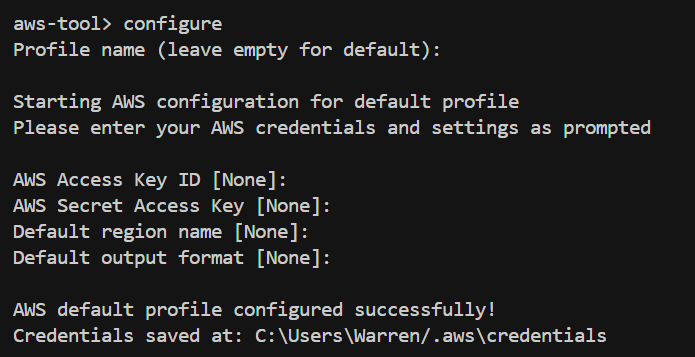 aws-tool> configure
Profile name (leave empty for default):
Starting AWS configuration for default profile
Please enter your AWS credentials and settings as prompted
AWS Access Key ID [None]:
AWS Secret Access Key [None]:
Default region name [None]:
Default output format [None]:
AWS default profile configured successfully!
Credentials saved at: C:\Users\Warren/.aws\credentials